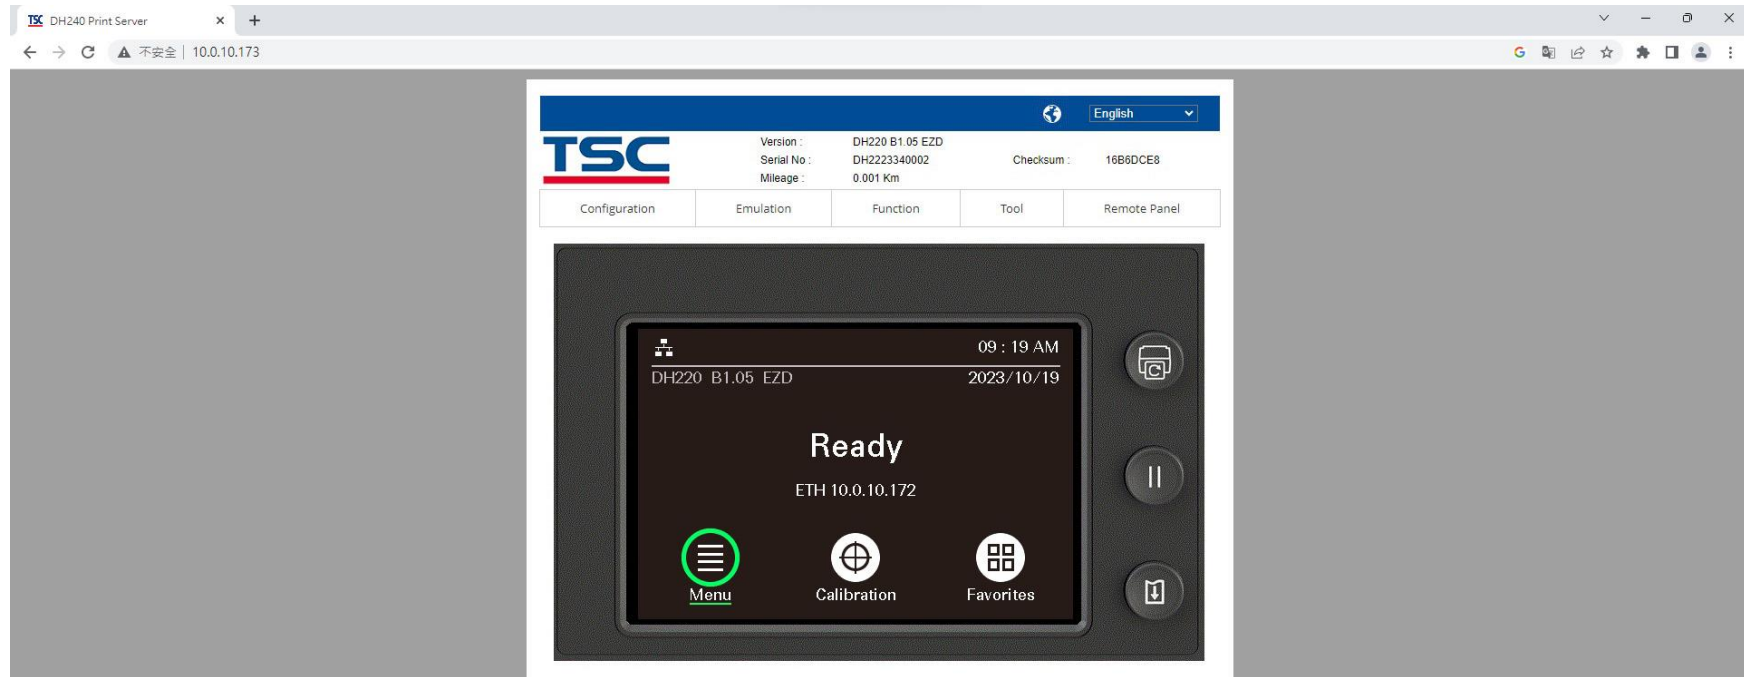 TSC DH240 Print Server
不安全 | 10.0.10.173
English
TSC
Version : DH220 B1.05 EZD
Serial No : DH2223340002 Checksum : 16B6DCE8
Mileage : 0.001 Km
Configuration Emulation Function Tool Remote Panel
09 : 19 AM
DH220 B1.05 EZD 2023/10/19
Ready
ETH 10.0.10.172
Menu Calibration Favorites